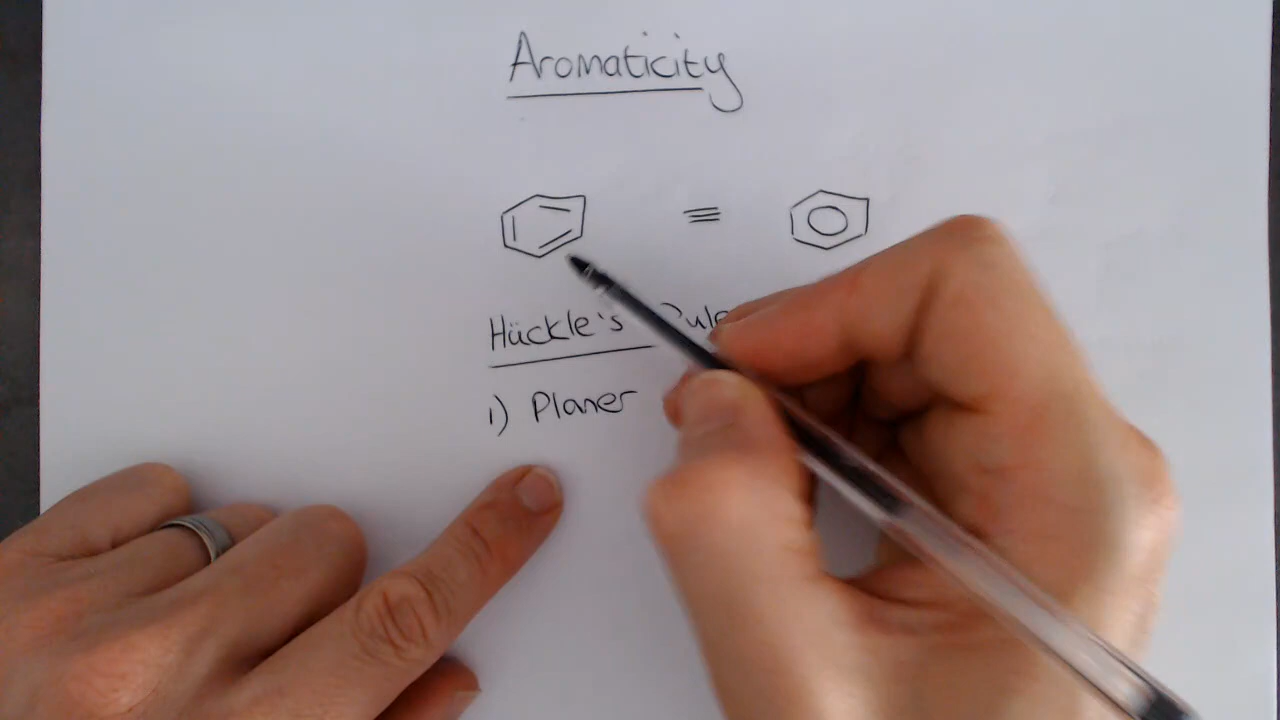 Aromaticity
≡
Hückle's
1) Planer